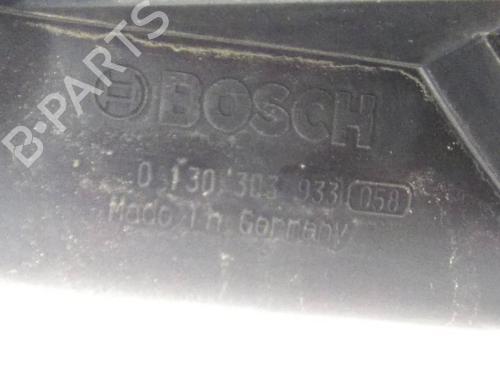 B-PARTS
BOSCH
0 130 303 933 058
Made in Germany